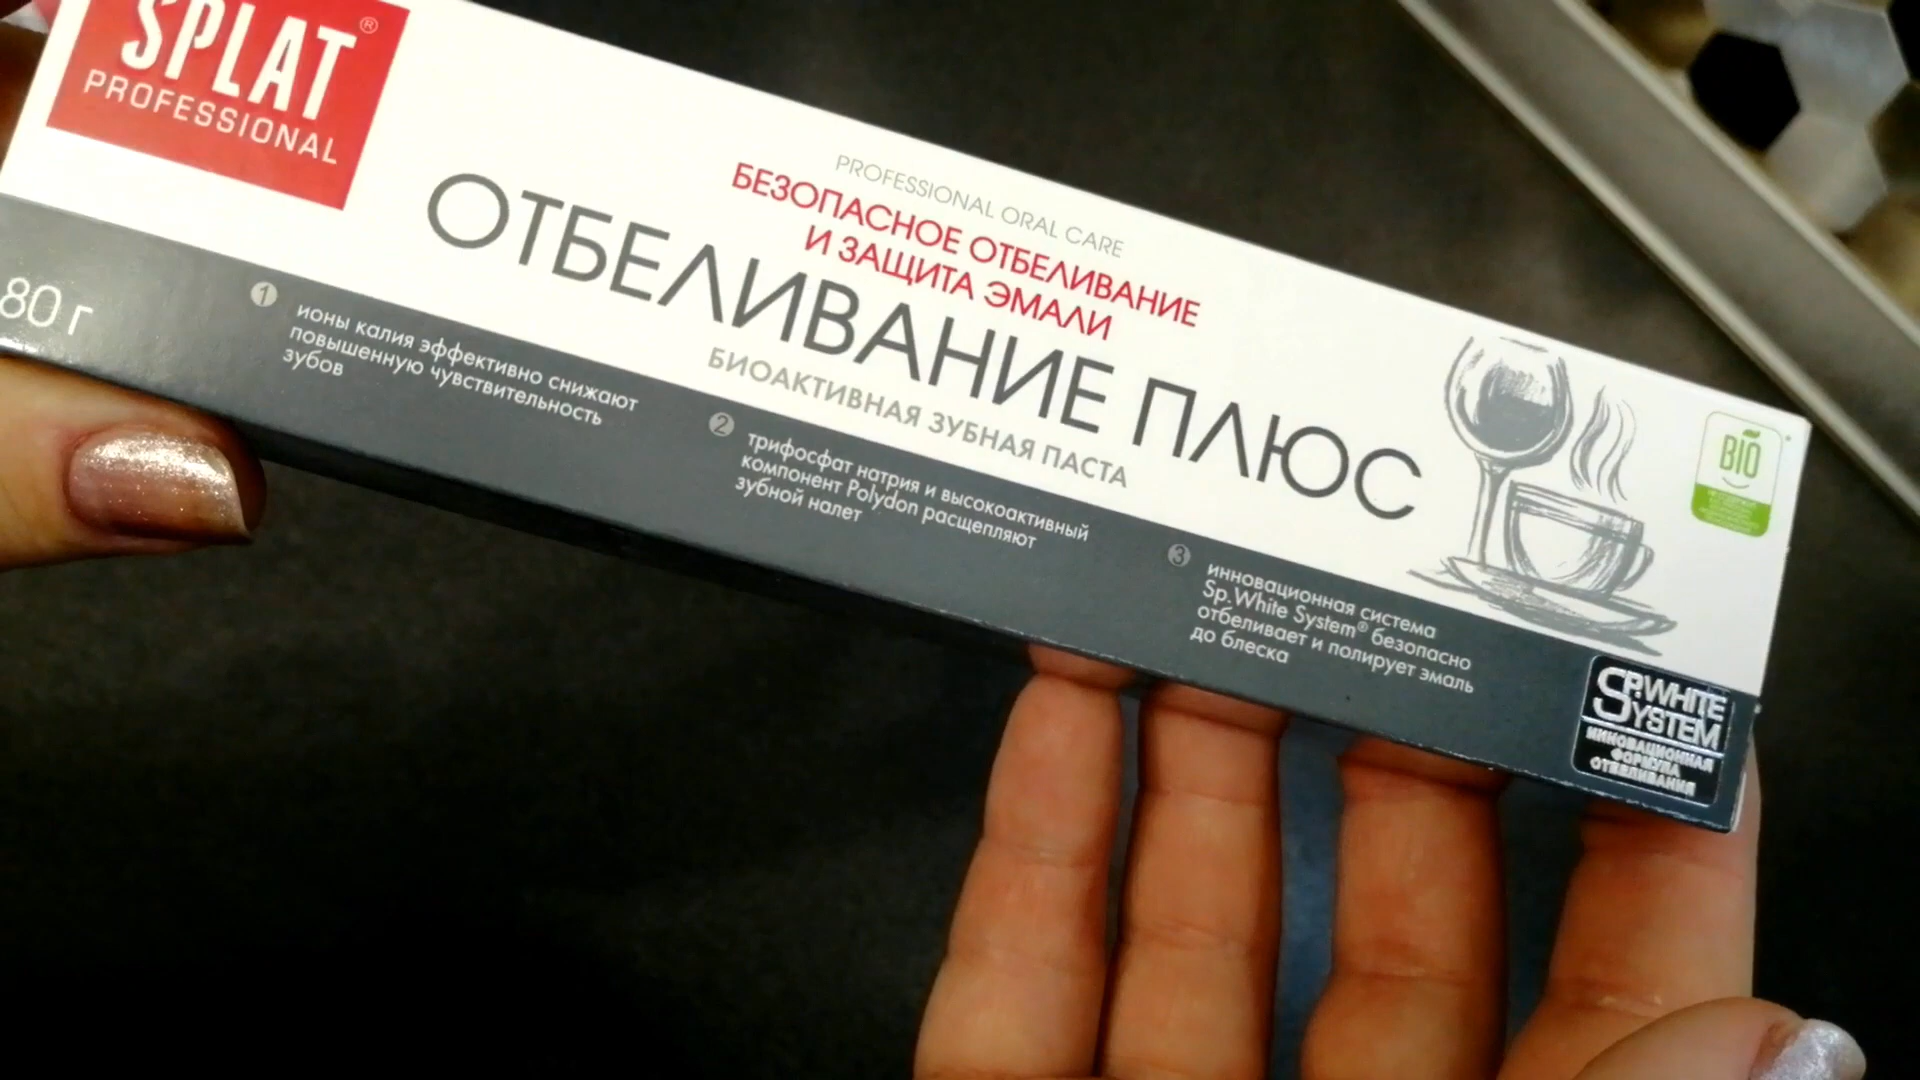 SPLAT®
PROFESSIONAL
PROFESSIONAL ORAL CARE
БЕЗОПАСНОЕ ОТБЕЛИВАНИЕ
И ЗАЩИТА ЭМАЛИ
ОТБЕЛИВАНИЕ ПЛЮС
БИОАКТИВНАЯ ЗУБНАЯ ПАСТА
80 г
1 ионы калия эффективно снижают
повышенную чувствительность
зубов
2 трифосфат натрия и высокоактивный
компонент Polydon расщепляют
зубной налет
3 инновационная система
Sp.White System® безопасно
отбеливает и полирует эмаль
до блеска
BIO
SP.WHITE
SYSTEM
ИННОВАЦИОННАЯ
ФОРМУЛА
ОТБЕЛИВАНИЯ